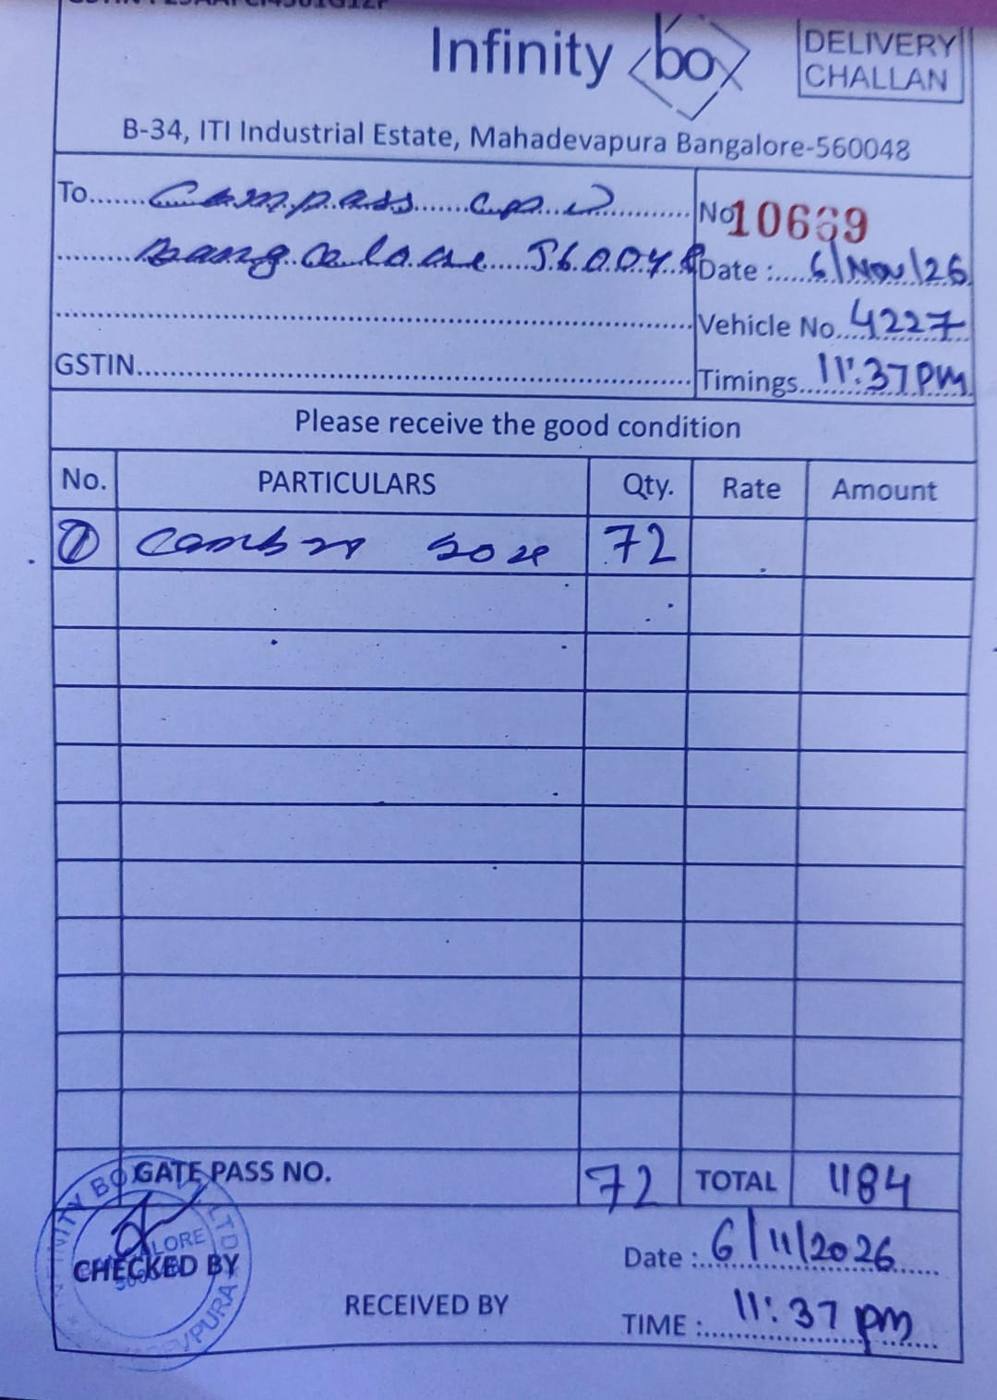 Infinity box
DELIVERY
CHALLAN
B-34, ITI Industrial Estate, Mahadevapura Bangalore-560048
To Compass
Bangalore 560048
No 10669
Date : 6/Nov/26
Vehicle No. 4227
GSTIN
Timings 11:37 pm
Please receive the good condition
No. PARTICULARS Qty. Rate Amount
1 72
GATE PASS NO. 72 TOTAL 1184
CHECKED BY
RECEIVED BY
Date : 6/11/2026
TIME : 11:37 pm